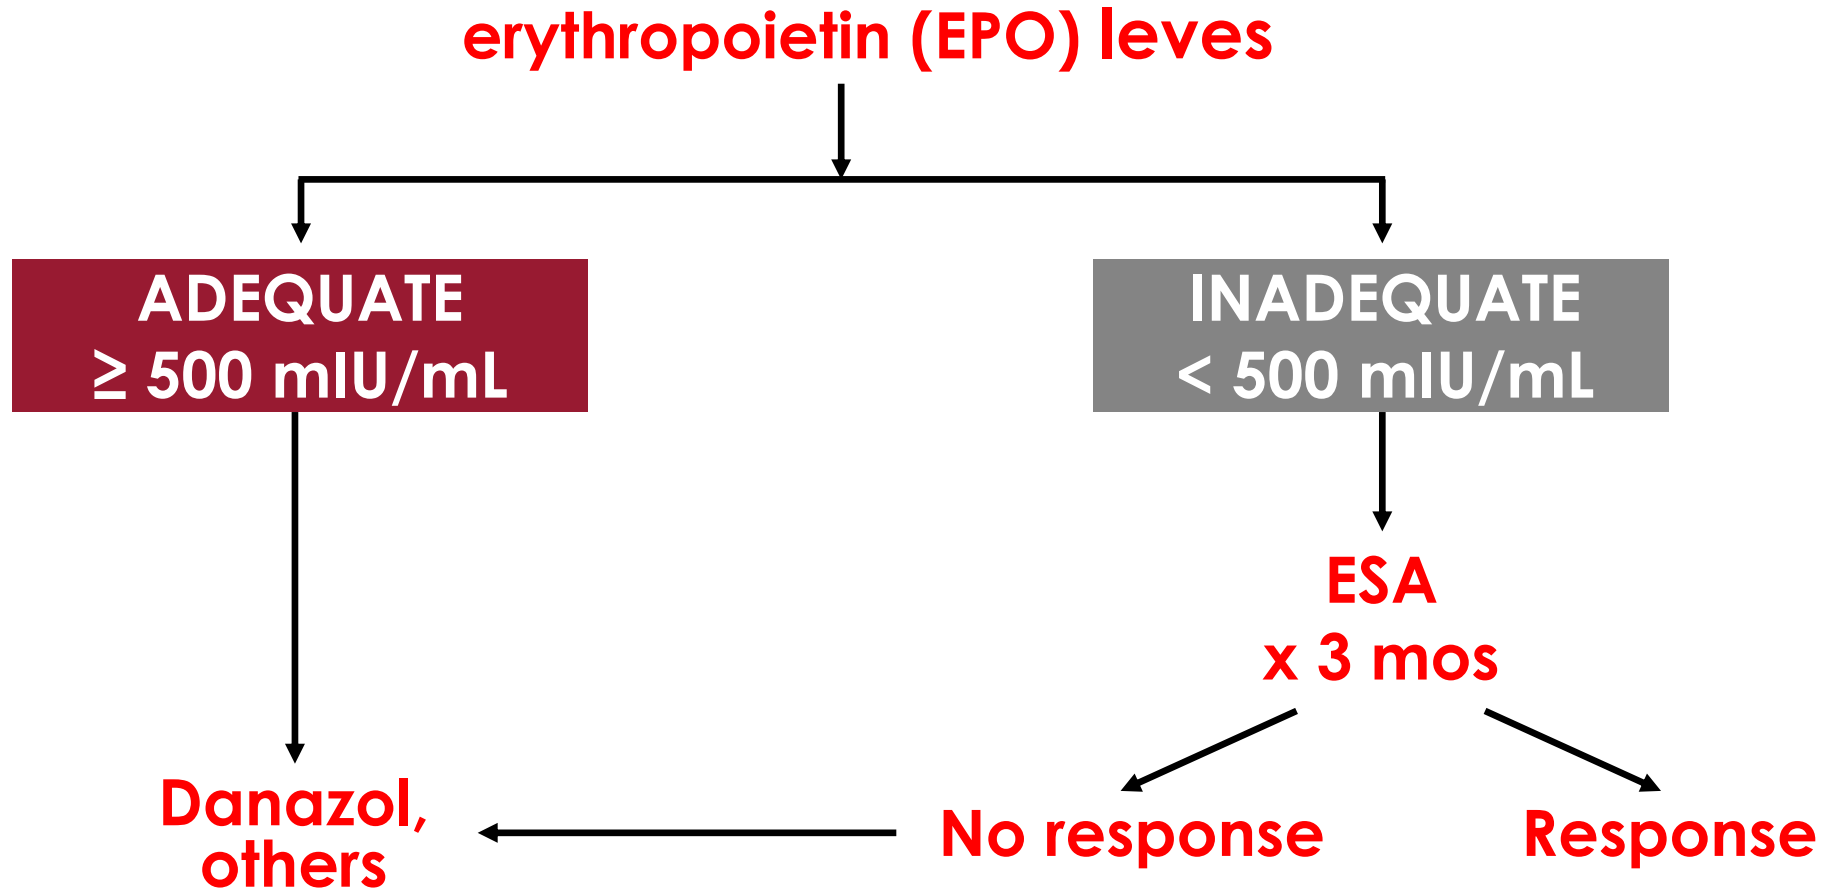 erythropoietin (EPO) leves
ADEQUATE
≥ 500 mIU/mL
INADEQUATE
< 500 mIU/mL
ESA
x 3 mos
Danazol,
others
No response
Response